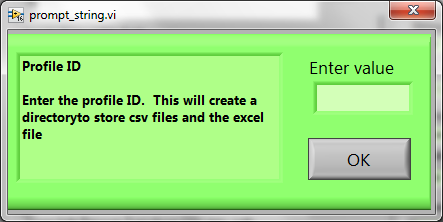 prompt_string.vi
Profile ID
Enter the profile ID.  This will create a
directoryto store csv files and the excel
file
Enter value
OK